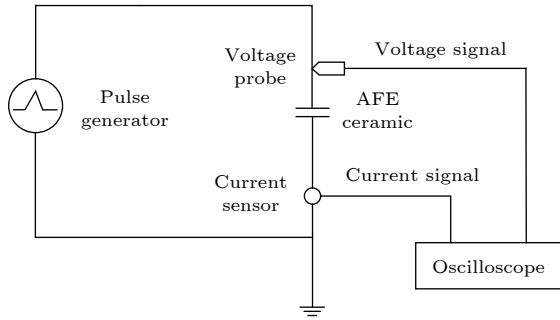 Voltage
probe
Voltage signal
Pulse
generator
AFE
ceramic
Current
sensor
Current signal
Oscilloscope